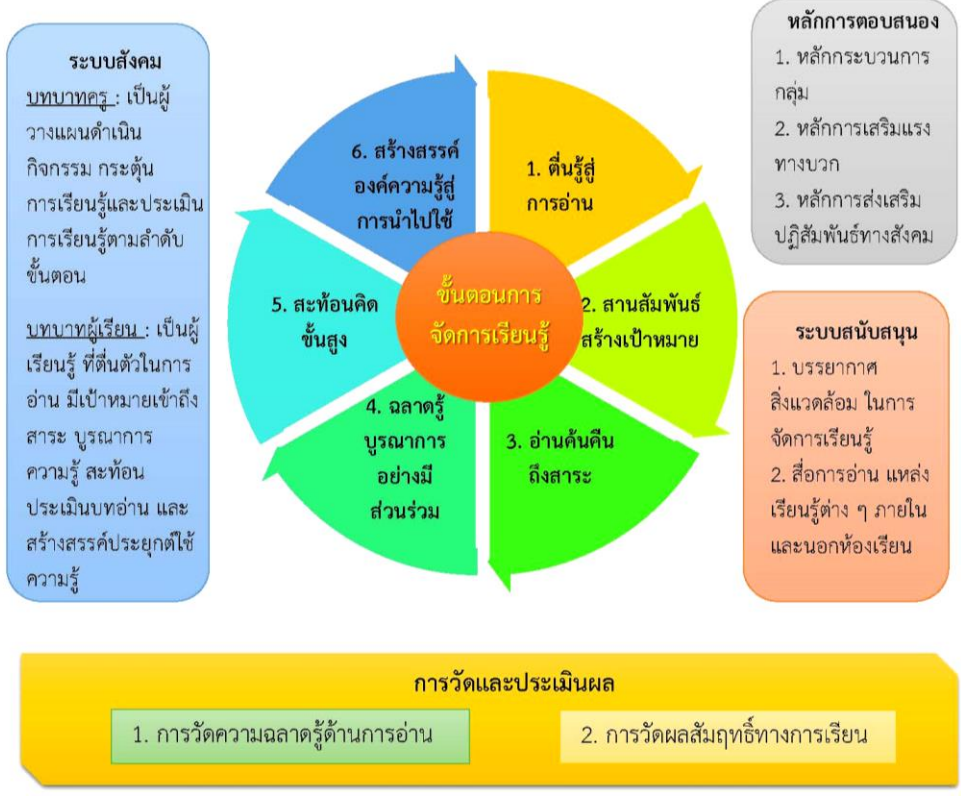 ระบบสังคม
บทบาทครู : เป็นผู้
วางแผนดำเนิน
กิจกรรม กระตุ้น
การเรียนรู้และประเมิน
การเรียนรู้ตามลำดับ
ขั้นตอน
บทบาทผู้เรียน : เป็นผู้
เรียนรู้ ที่ตื่นตัวในการ
อ่าน มีเป้าหมายเข้าถึง
สาระ บูรณาการ
ความรู้ สะท้อน
ประเมินบทอ่าน และ
สร้างสรรค์ประยุกต์ใช้
ความรู้
ขั้นตอนการ
จัดการเรียนรู้
1. ตื่นรู้สู่
การอ่าน
2. สานสัมพันธ์
สร้างเป้าหมาย
3. อ่านค้นคืน
ถึงสาระ
4. ฉลาดรู้
บูรณาการ
อย่างมี
ส่วนร่วม
5. สะท้อนคิด
ขั้นสูง
6. สร้างสรรค์
องค์ความรู้สู่
การนำไปใช้
หลักการตอบสนอง
1. หลักกระบวนการ
กลุ่ม
2. หลักการเสริมแรง
ทางบวก
3. หลักการส่งเสริม
ปฏิสัมพันธ์ทางสังคม
ระบบสนับสนุน
1. บรรยากาศ
สิ่งแวดล้อม ในการ
จัดการเรียนรู้
2. สื่อการอ่าน แหล่ง
เรียนรู้ต่าง ๆ ภายใน
และนอกห้องเรียน
การวัดและประเมินผล
1. การวัดความฉลาดรู้ด้านการอ่าน
2. การวัดผลสัมฤทธิ์ทางการเรียน